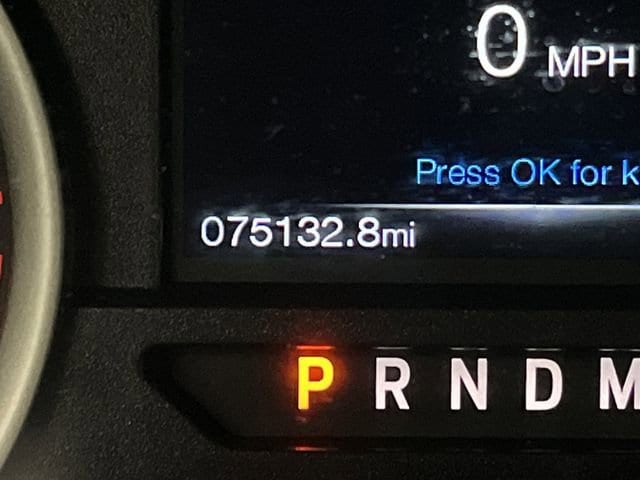 0 MPH
Press OK for k
075132.8mi
P R N D M